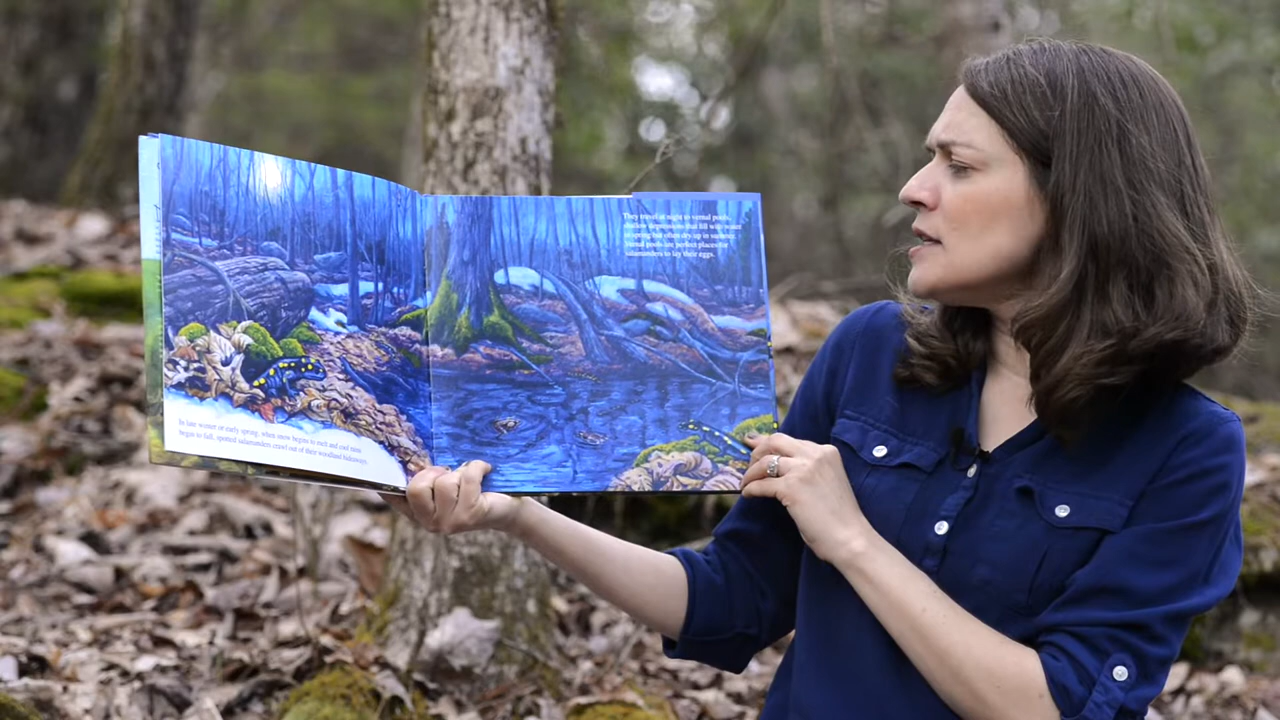 In late winter or early spring, when snow begins to melt and cool rains
begin to fall, spotted salamanders crawl out of their woodland hideaways.
They travel at night to vernal pools,
shallow depressions that fill with water
in spring but often dry up in summer.
Vernal pools are perfect places for
salamanders to lay their eggs.